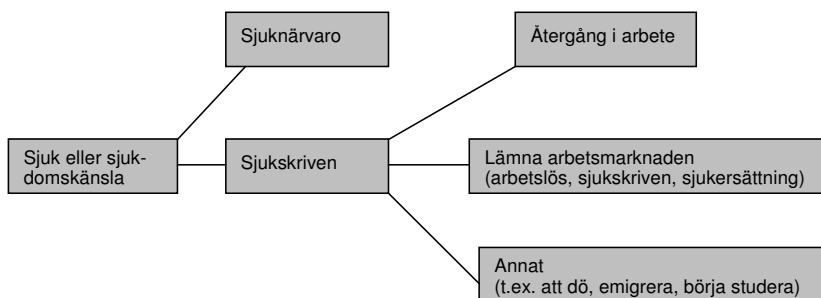 Sjuknärvaro
Återgång i arbete
Sjuk eller sjuk-
domskänsla
Sjukskriven
Lämna arbetsmarknaden
(arbetslös, sjukskriven, sjukersättning)
Annat
(t.ex. att dö, emigrera, börja studera)